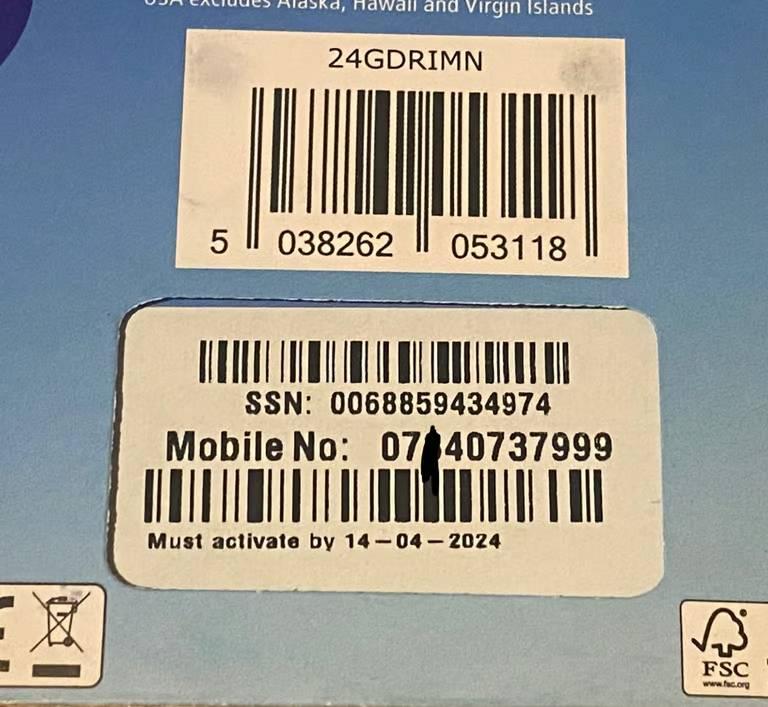 USA excludes Alaska, Hawaii and Virgin Islands
24GDRIMN
5 038262 053118
SSN: 0068859434974
Mobile No:
Must activate by 14-04-2024
FSC
www.fsc.org